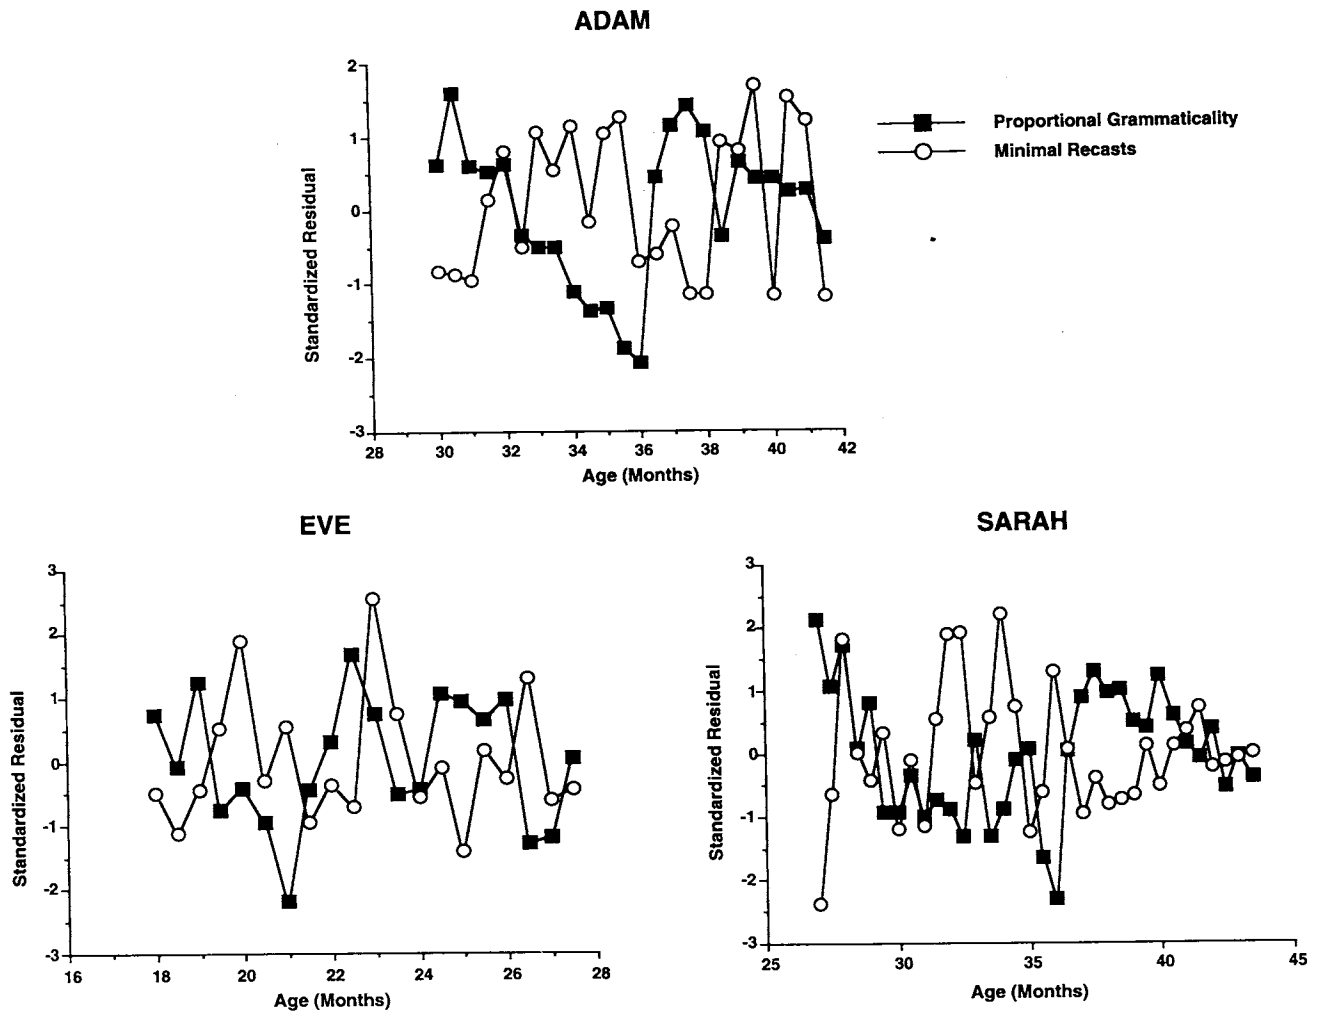 ADAM
2
1
0
-1
-2
-3
Standardized Residual
28 30 32 34 36 38 40 42
Age (Months)
Proportional Grammaticality
Minimal Recasts
EVE
3
2
1
0
-1
-2
-3
Standardized Residual
16 18 20 22 24 26 28
Age (Months)
SARAH
3
2
1
0
-1
-2
-3
Standardized Residual
25 30 35 40 45
Age (Months)